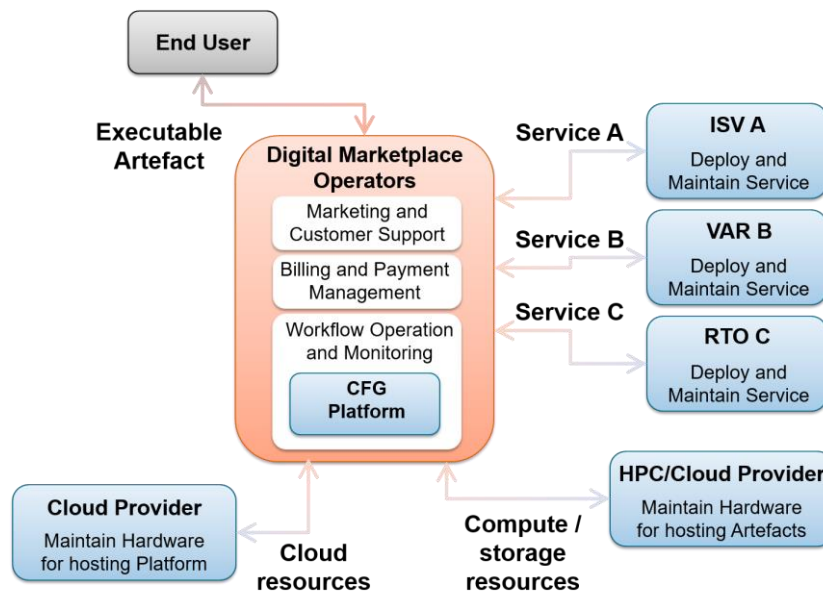 End User
Executable
Artefact
Digital Marketplace
Operators
Marketing and
Customer Support
Billing and Payment
Management
Workflow Operation
and Monitoring
CFG
Platform
Service A
ISV A
Deploy and
Maintain Service
Service B
VAR B
Deploy and
Maintain Service
Service C
RTO C
Deploy and
Maintain Service
Cloud Provider
Maintain Hardware
for hosting Platform
Cloud
resources
Compute /
storage
resources
HPC/Cloud Provider
Maintain Hardware
for hosting Artefacts